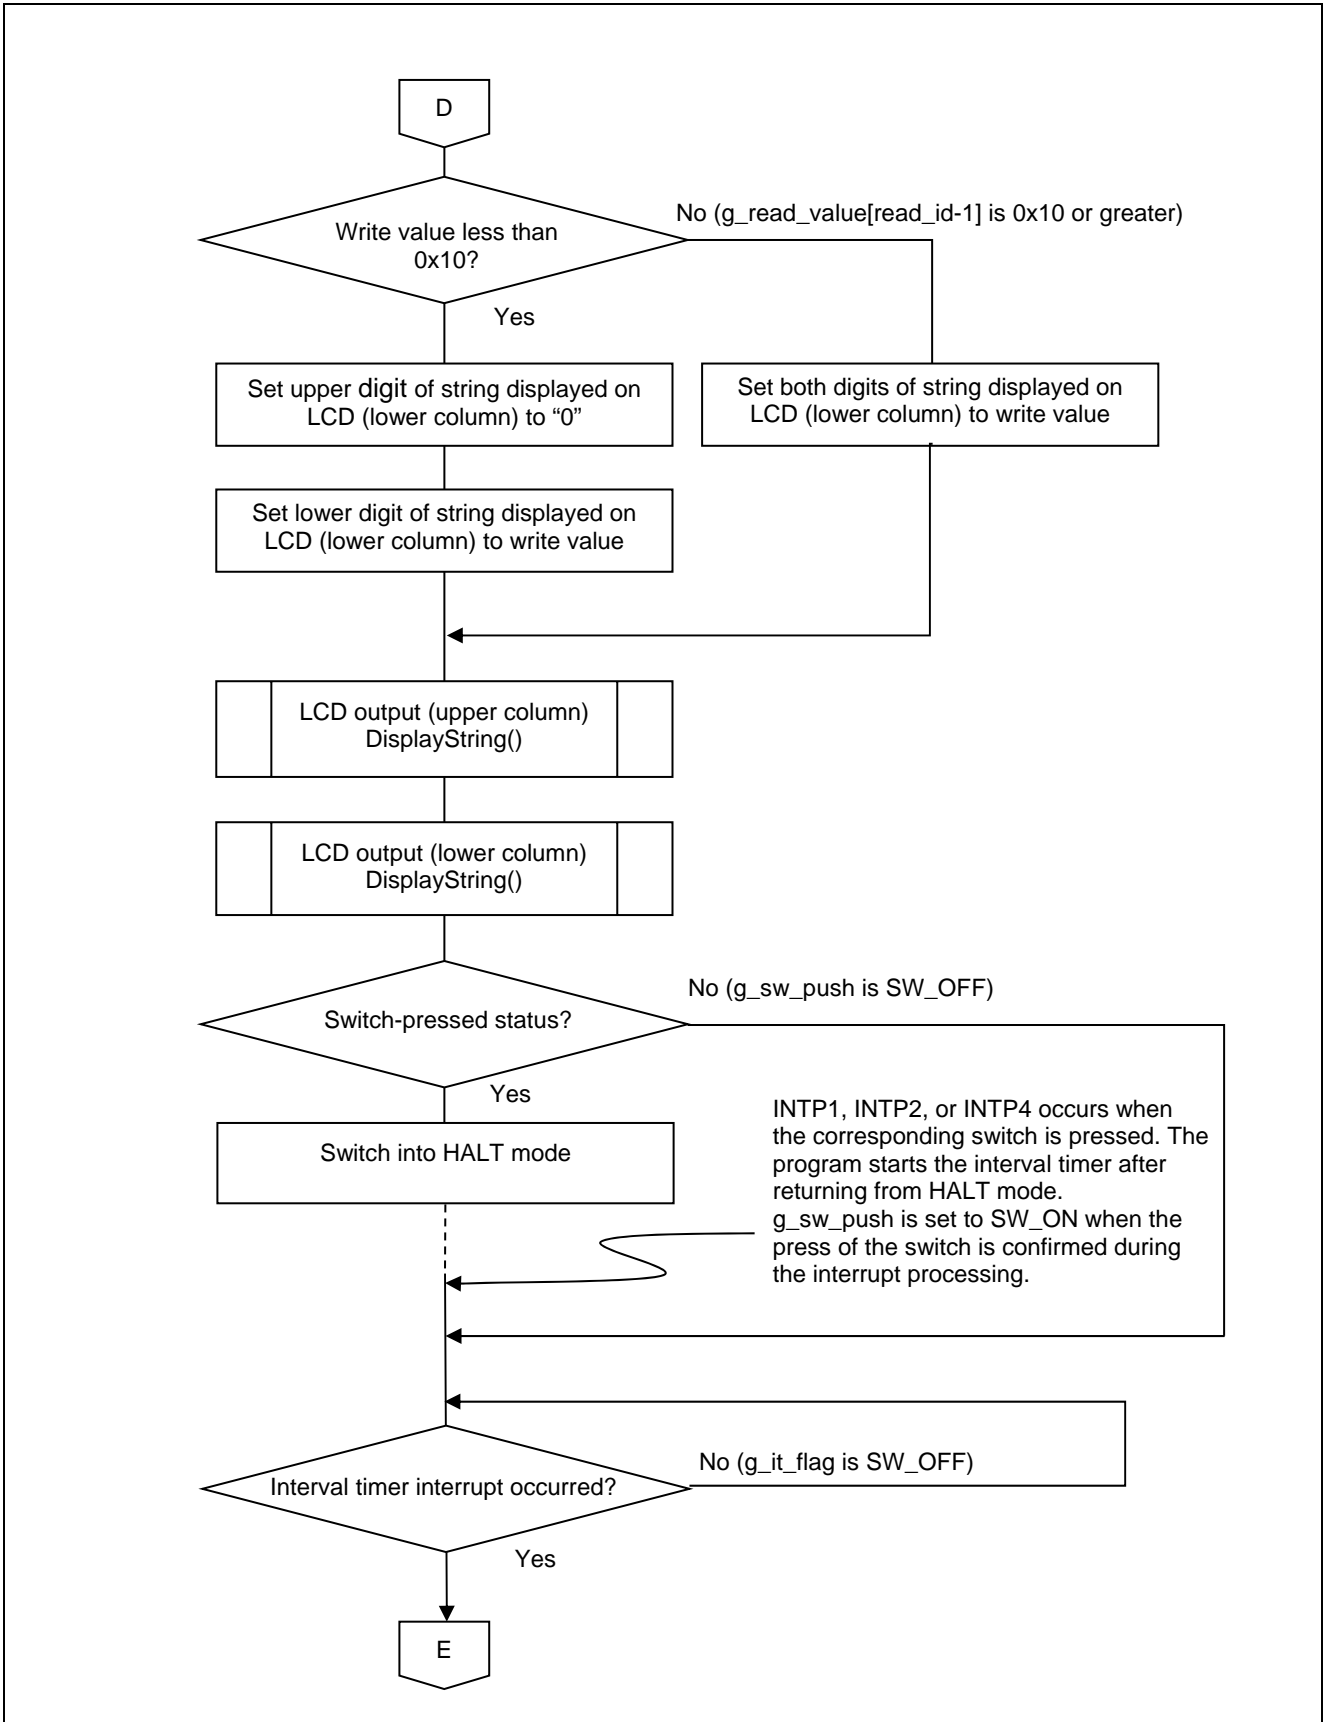 D
No (g_read_value[read_id-1] is 0x10 or greater)
Write value less than
0x10?
Yes
Set upper digit of string displayed on
LCD (lower column) to “0”
Set both digits of string displayed on
LCD (lower column) to write value
Set lower digit of string displayed on
LCD (lower column) to write value
LCD output (upper column)
DisplayString()
LCD output (lower column)
DisplayString()
No (g_sw_push is SW_OFF)
Switch-pressed status?
Yes
Switch into HALT mode
INTP1, INTP2, or INTP4 occurs when
the corresponding switch is pressed. The
program starts the interval timer after
returning from HALT mode.
g_sw_push is set to SW_ON when the
press of the switch is confirmed during
the interrupt processing.
No (g_it_flag is SW_OFF)
Interval timer interrupt occurred?
Yes
E